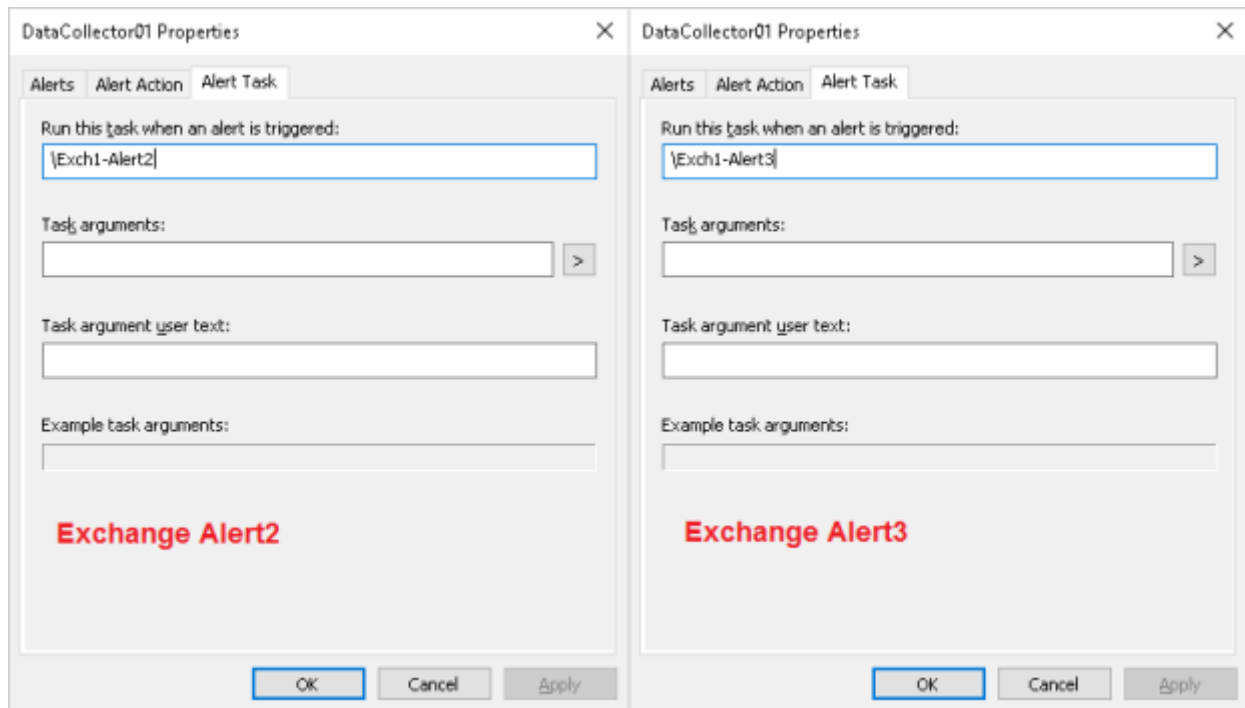 DataCollector01 Properties
Alerts Alert Action Alert Task
Run this task when an alert is triggered:
\Exch1-Alert2
Task arguments:
>
Task argument user text:
Example task arguments:
Exchange Alert2
OK Cancel Apply
DataCollector01 Properties
Alerts Alert Action Alert Task
Run this task when an alert is triggered:
\Exch1-Alert3
Task arguments:
>
Task argument user text:
Example task arguments:
Exchange Alert3
OK Cancel Apply